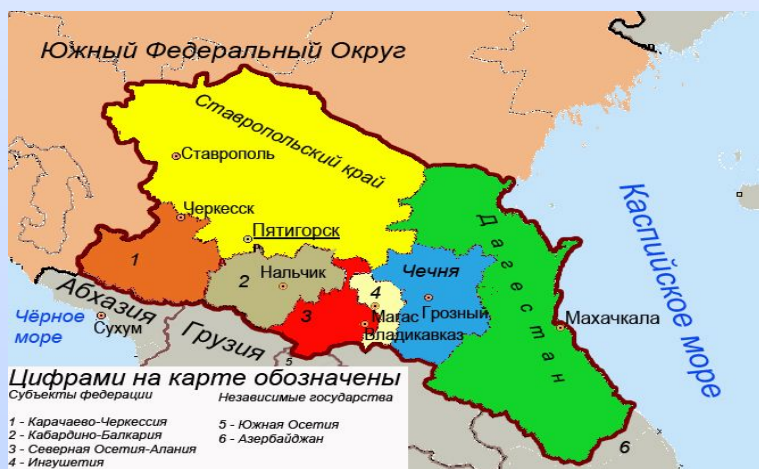 Южный Федеральный Округ
Ставропольский край
Ставрополь
Черкесск
Пятигорск
1
2
Нальчик
3
4
Магас
Владикавказ
Чечня
Грозный
Дагестан
Махачкала
Каспийское море
Абхазия
Чёрное
море
Сухум
Грузия
5
6
Цифрами на карте обозначены
Субъекты федерации
1 - Карачаево-Черкессия
2 - Кабардино-Балкария
3 - Северная Осетия-Алания
4 - Ингушетия
Независимые государства
5 - Южная Осетия
6 - Азербайджан